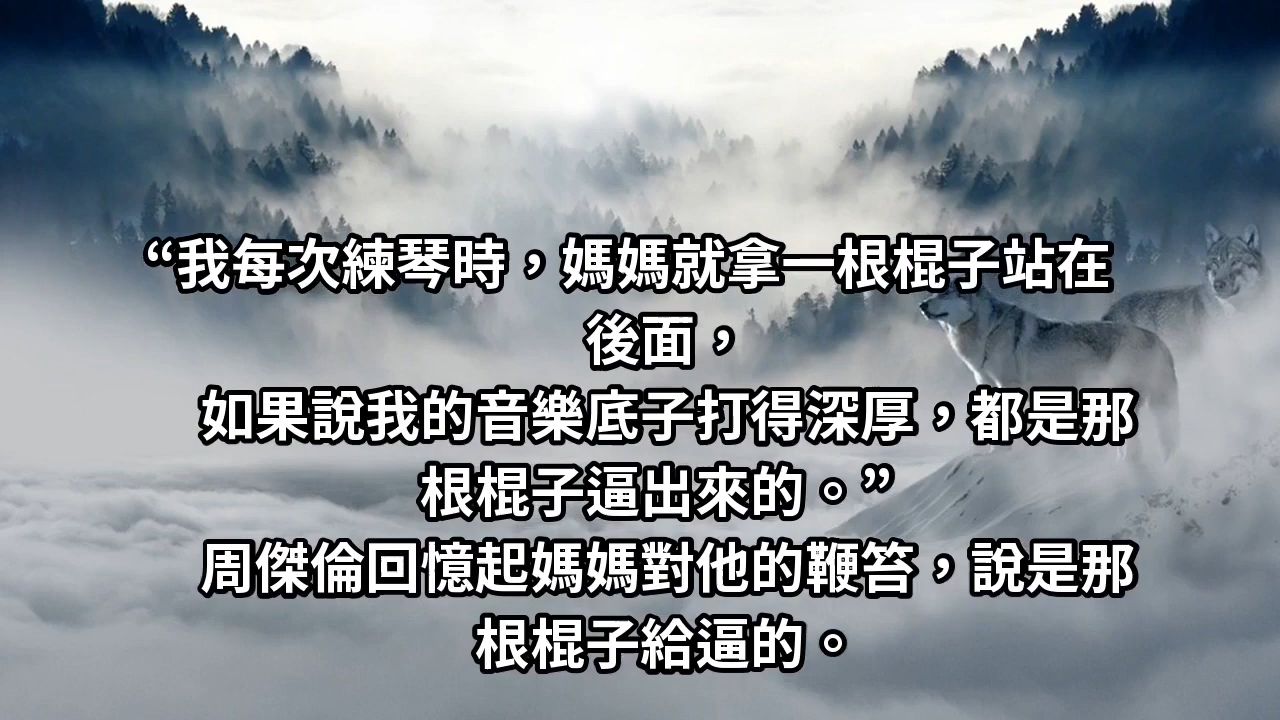 “我每次練琴時，媽媽就拿一根棍子站在
後面，
如果說我的音樂底子打得深厚，都是那
根棍子逼出來的。”
周傑倫回憶起媽媽對他的鞭笞，說是那
根棍子給逼的。